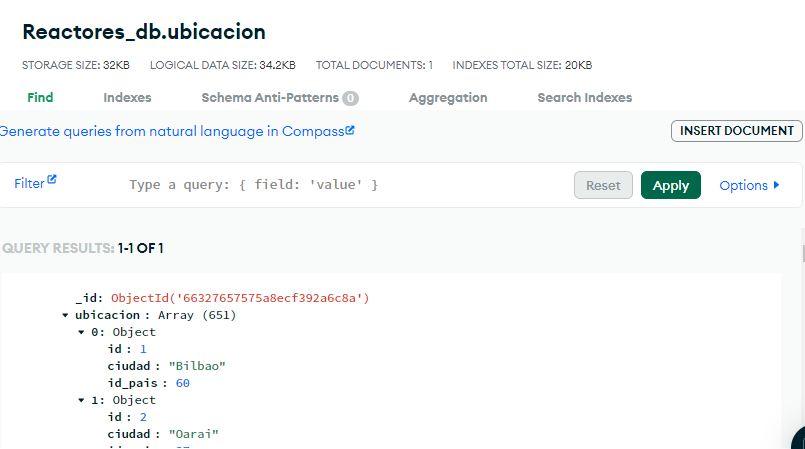 Reactores_db.ubicacion
STORAGE SIZE: 32KB LOGICAL DATA SIZE: 34.2KB TOTAL DOCUMENTS: 1 INDEXES TOTAL SIZE: 20KB
Find Indexes Schema Anti-Patterns 0 Aggregation Search Indexes
Generate queries from natural language in Compass
INSERT DOCUMENT
Filter Type a query: { field: 'value' } Reset Apply Options
QUERY RESULTS: 1-1 OF 1
_id: ObjectId('66327657575a8ecf392a6c8a')
ubicacion : Array (651)
0: Object
id : 1
ciudad : "Bilbao"
id_pais : 60
1: Object
id : 2
ciudad : "Oarai"